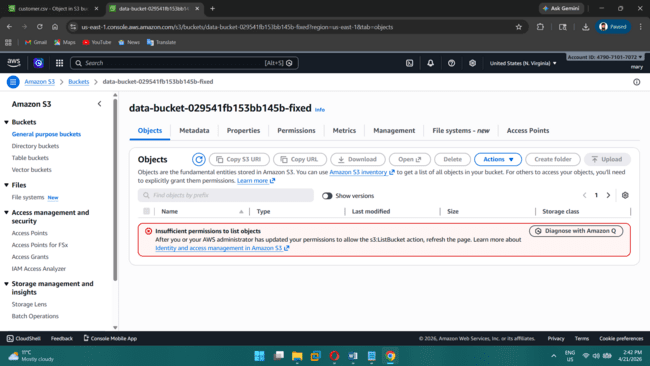 customer.csv - Object in S3 bu
data-bucket-029541fb153bb145b
Ask Gemini
us-east-1.console.aws.amazon.com/s3/buckets/data-bucket-029541fb153bb145b-fixed?region=us-east-1&tab=objects
Pavind
Gmail
Maps
YouTube
News
Translate
aws
Search
[Alt+S]
United States (N. Virginia)
Account ID: 4790-7101-7072
mary
Amazon S3 > Buckets > data-bucket-029541fb153bb145b-fixed
Amazon S3
Buckets
General purpose buckets
Directory buckets
Table buckets
Vector buckets
Files
File systems New
Access management and
security
Access Points
Access Points for FSx
Access Grants
IAM Access Analyzer
Storage management and
insights
Storage Lens
Batch Operations
data-bucket-029541fb153bb145b-fixed Info
Objects
Metadata
Properties
Permissions
Metrics
Management
File systems - new
Access Points
Objects
Copy S3 URI
Copy URL
Download
Open
Delete
Actions
Create folder
Upload
Objects are the fundamental entities stored in Amazon S3. You can use Amazon S3 inventory to get a list of all objects in your bucket. For others to access your objects, you'll
need to explicitly grant them permissions. Learn more
Find objects by prefix
Show versions
1
Name
Type
Last modified
Size
Storage class
Insufficient permissions to list objects
After you or your AWS administrator has updated your permissions to allow the s3:ListBucket action, refresh the page. Learn more about
Identity and access management in Amazon S3
Diagnose with Amazon Q
CloudShell
Feedback
Console Mobile App
© 2026, Amazon Web Services, Inc. or its affiliates.
Privacy
Terms
Cookie preferences
Mostly cloudy
ENG
US
2:42 PM
4/21/2026